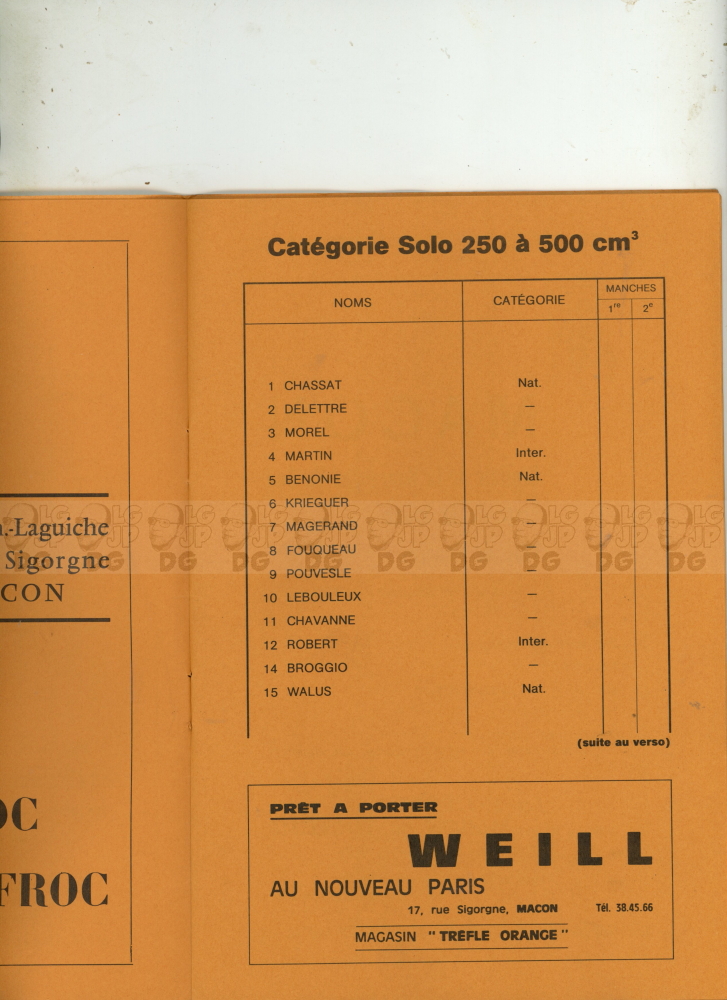 .-Laguiche
Sigorgne
CON
OC
FROC
Catégorie Solo 250 à 500 cm³
NOMS CATÉGORIE MANCHES
1re 2e
1 CHASSAT Nat.
2 DELETTRE —
3 MOREL —
4 MARTIN Inter.
5 BENONIE Nat.
6 KRIEGUER —
7 MAGERAND —
8 FOUQUEAU —
9 POUVESLE —
10 LEBOULEUX —
11 CHAVANNE —
12 ROBERT Inter.
14 BROGGIO —
15 WALUS Nat.
(suite au verso)
PRÊT A PORTER
WEILL
AU NOUVEAU PARIS
17, rue Sigorgne, MACON Tél. 38.45.66
MAGASIN " TRÉFLE ORANGE "